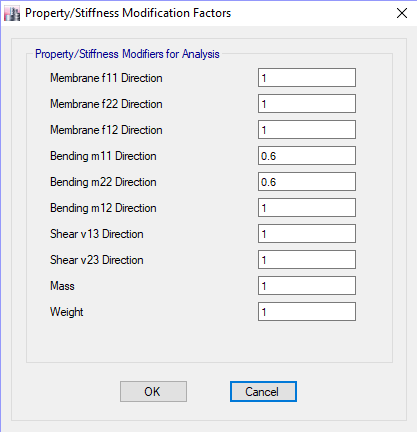 Property/Stiffness Modification Factors
Property/Stiffness Modifiers for Analysis
Membrane f11 Direction 1
Membrane f22 Direction 1
Membrane f12 Direction 1
Bending m11 Direction 0.6
Bending m22 Direction 0.6
Bending m12 Direction 1
Shear v13 Direction 1
Shear v23 Direction 1
Mass 1
Weight 1
OK Cancel